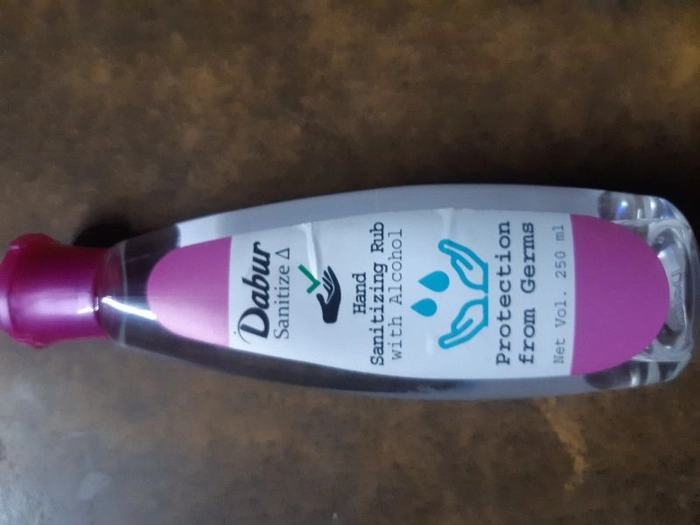 Dabur
Sanitize Δ
Hand
Sanitizing Rub
with Alcohol
Protection
from Germs
Net Vol. 250 ml